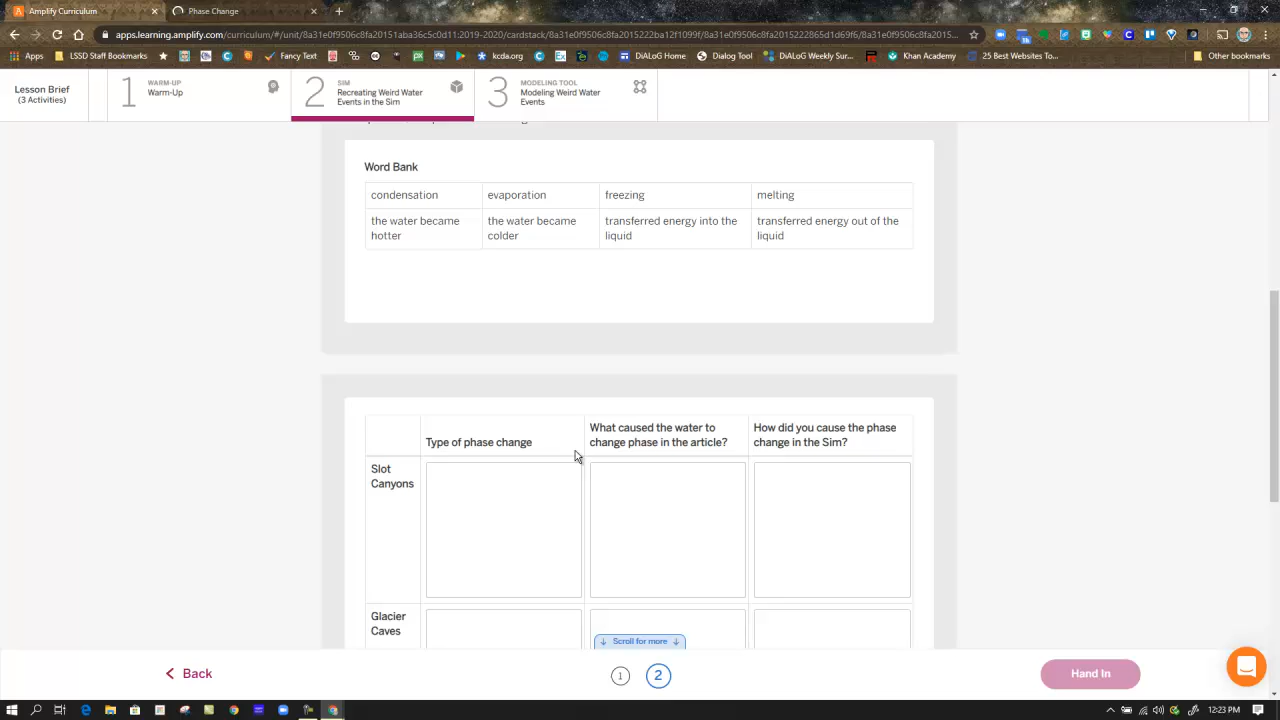 Amplify Curriculum
Phase Change
apps.learning.amplify.com/curriculum/#/unit/8a31e0f9506c8fa20151aba36c5c0d11:2019-2020/cardstack/8a31e0f9506c8fa2015222ba12f1099f/8a31e0f9506c8fa2015222865d1d69f6/8a31e0f9506c8fa2015...
Apps
LSSD Staff Bookmarks
Fancy Text
kcda.org
DiALoG Home
Dialog Tool
DiALoG Weekly Sur...
Khan Academy
25 Best Websites To...
Other bookmarks
Lesson Brief
(3 Activities)
1
WARM-UP
Warm-Up
2
SIM
Recreating Weird Water
Events in the Sim
3
MODELING TOOL
Modeling Weird Water
Events
Word Bank
condensation evaporation freezing melting
the water became hotter the water became colder transferred energy into the liquid transferred energy out of the liquid
Type of phase change
What caused the water to
change phase in the article?
How did you cause the phase
change in the Sim?
Slot
Canyons
Glacier
Caves
Scroll for more
Back
1
2
Hand In
12:23 PM